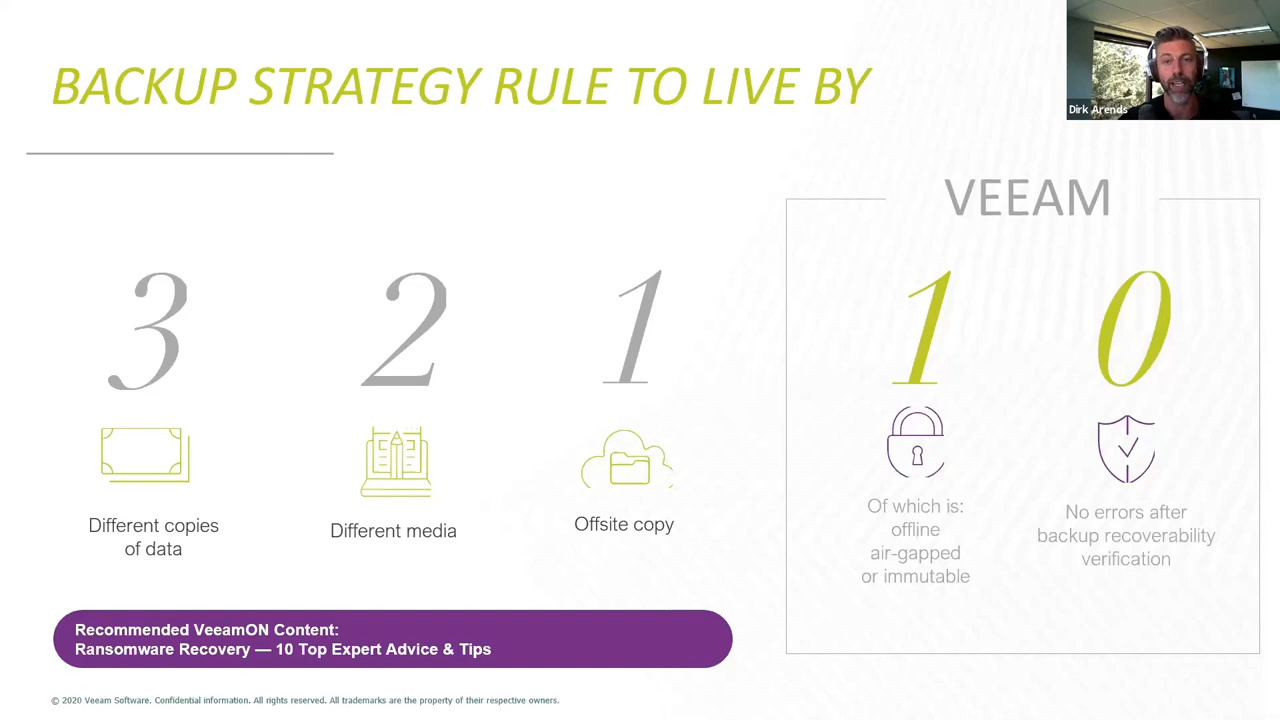 BACKUP STRATEGY RULE TO LIVE BY
Dirk Arends
VEEAM
3 2 1 1 0
Different copies
of data
Different media
Offsite copy
Of which is:
offline
air-gapped
or immutable
No errors after
backup recoverability
verification
Recommended VeeamON Content:
Ransomware Recovery — 10 Top Expert Advice & Tips
© 2020 Veeam Software. Confidential information. All rights reserved. All trademarks are the property of their respective owners.